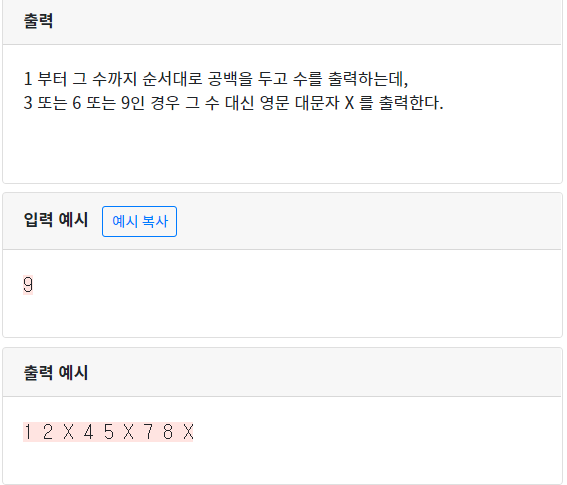 출력
1 부터 그 수까지 순서대로 공백을 두고 수를 출력하는데,
3 또는 6 또는 9인 경우 그 수 대신 영문 대문자 X 를 출력한다.
입력 예시 예시 복사
9
출력 예시
1 2 X 4 5 X 7 8 X